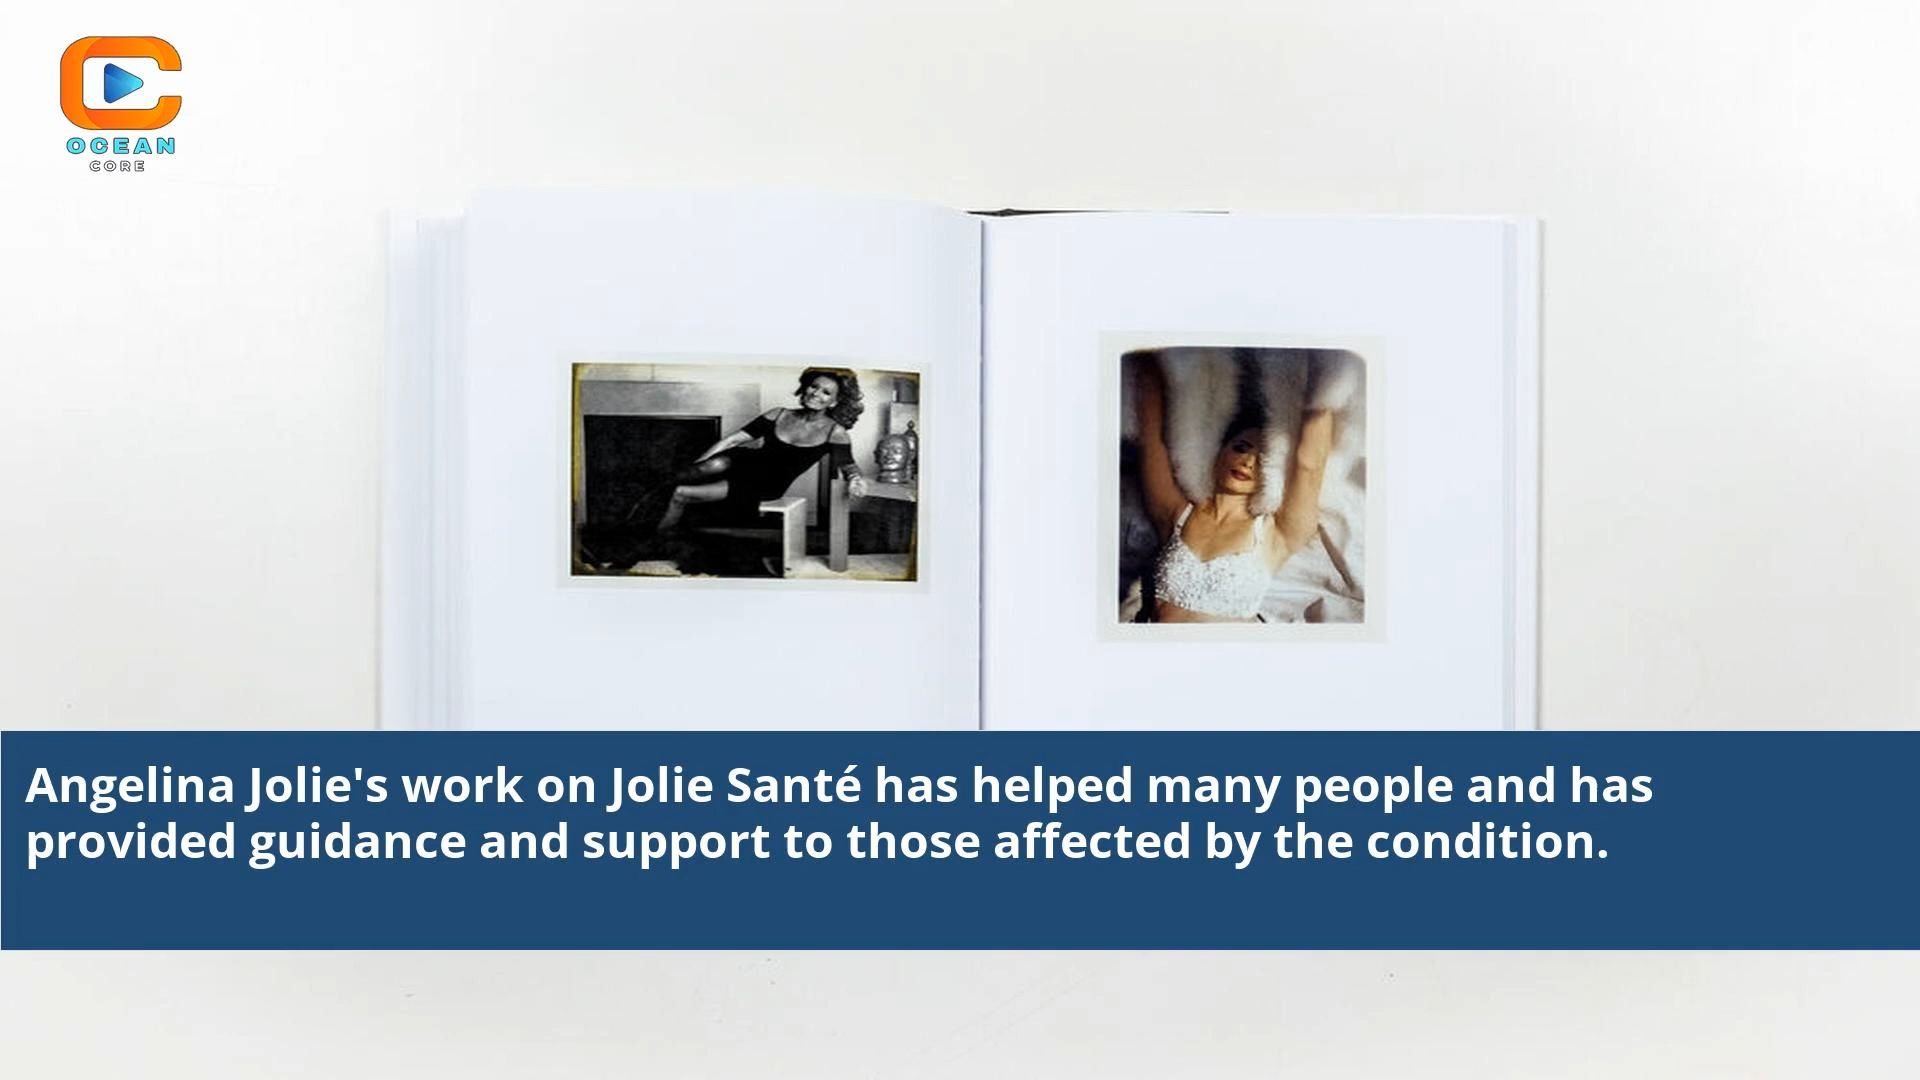 OCEAN
CORE
Angelina Jolie's work on Jolie Santé has helped many people and has
provided guidance and support to those affected by the condition.